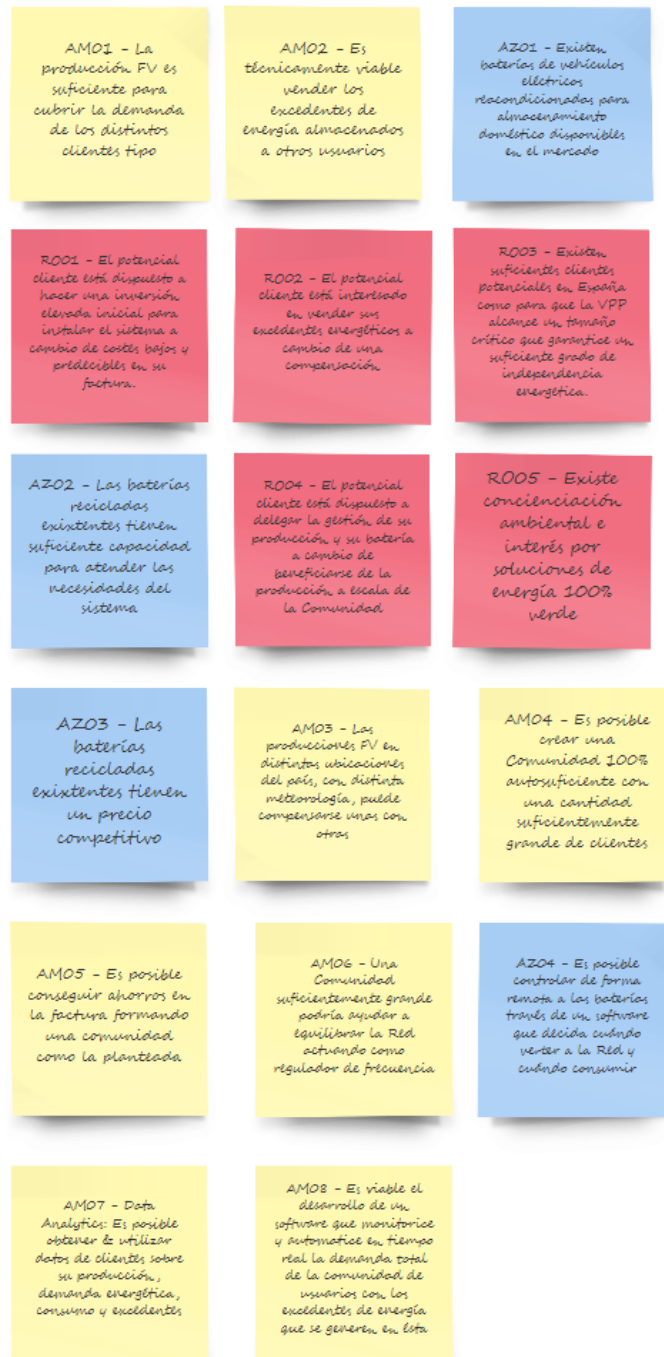 AM01 - La
producción FV es
suficiente para
cubrir la demanda
de los distintos
clientes tipo
AM02 - Es
técnicamente viable
vender los
excedentes de
energía almacenados
a otros usuarios
AZ01 - Existen
baterías de vehículos
eléctricos
reacondicionadas para
almacenamiento
doméstico disponibles
en el mercado
RO01 - El potencial
cliente está dispuesto a
hacer una inversión
elevada inicial para
instalar el sistema a
cambio de costes bajos y
predecibles en su
factura.
RO02 - El potencial
cliente está interesado
en vender sus
excedentes energéticos a
cambio de una
compensación
RO03 - Existen
suficientes clientes
potenciales en España
como para que la VPP
alcance un tamaño
crítico que garantice un
suficiente grado de
independencia
energética.
AZ02 - Las baterías
recicladas
exixtentes tienen
suficiente capacidad
para atender las
necesidades del
sistema
RO04 - El potencial
cliente está dispuesto a
delegar la gestión de su
producción y su batería
a cambio de
beneficiarse de la
producción a escala de
la Comunidad
RO05 - Existe
concienciación
ambiental e
interés por
soluciones de
energía 100%
verde
AZ03 - Las
baterías
recicladas
exixtentes tienen
un precio
competitivo
AM03 - Las
producciones FV en
distintas ubicaciones
del país, con distinta
meteorología, puede
compensarse unas con
otras
AM04 - Es posible
crear una
Comunidad 100%
autosuficiente con
una cantidad
suficientemente
grande de clientes
AM05 - Es posible
conseguir ahorros en
la factura formando
una comunidad
como la planteada
AM06 - Una
Comunidad
suficientemente grande
podría ayudar a
equilibrar la Red
actuando como
regulador de frecuencia
AZ04 - Es posible
controlar de forma
remota a las baterías
través de un software
que decida cuándo
verter a la Red y
cuándo consumir
AM07 - Data
Analytics: Es posible
obtener & utilizar
datos de clientes sobre
su producción,
demanda energética,
consumo y excedentes
AM08 - Es viable el
desarrollo de un
software que monitorice
y automatice en tiempo
real la demanda total
de la comunidad de
usuarios con los
excedentes de energía
que se generen en ésta